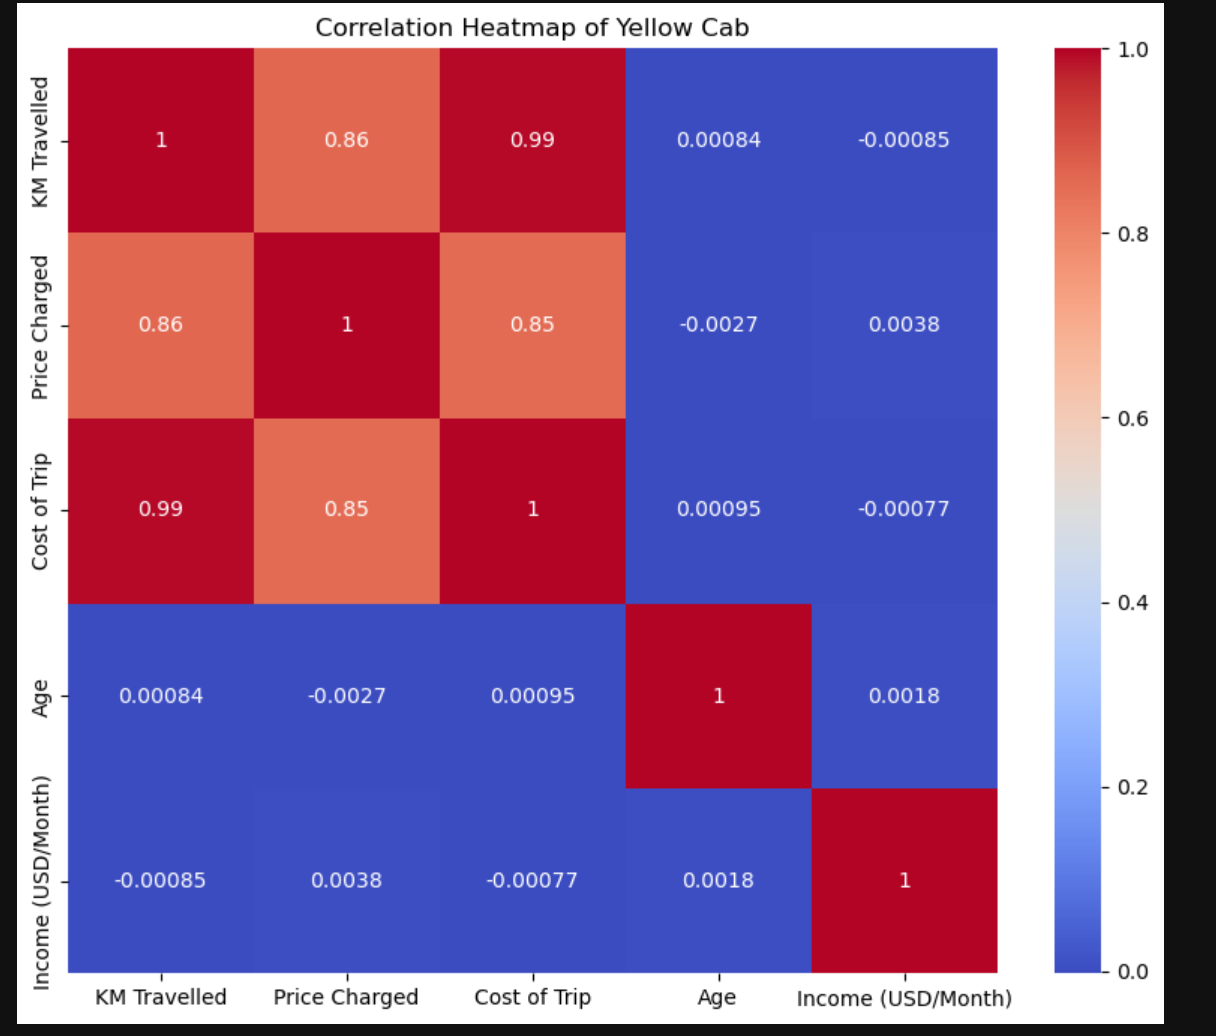 Correlation Heatmap of Yellow Cab
KM Travelled
1
0.86
0.99
0.00084
-0.00085
Price Charged
0.86
1
0.85
-0.0027
0.0038
Cost of Trip
0.99
0.85
1
0.00095
-0.00077
Age
0.00084
-0.0027
0.00095
1
0.0018
Income (USD/Month)
-0.00085
0.0038
-0.00077
0.0018
1
KM Travelled
Price Charged
Cost of Trip
Age
Income (USD/Month)
1.0
0.8
0.6
0.4
0.2
0.0